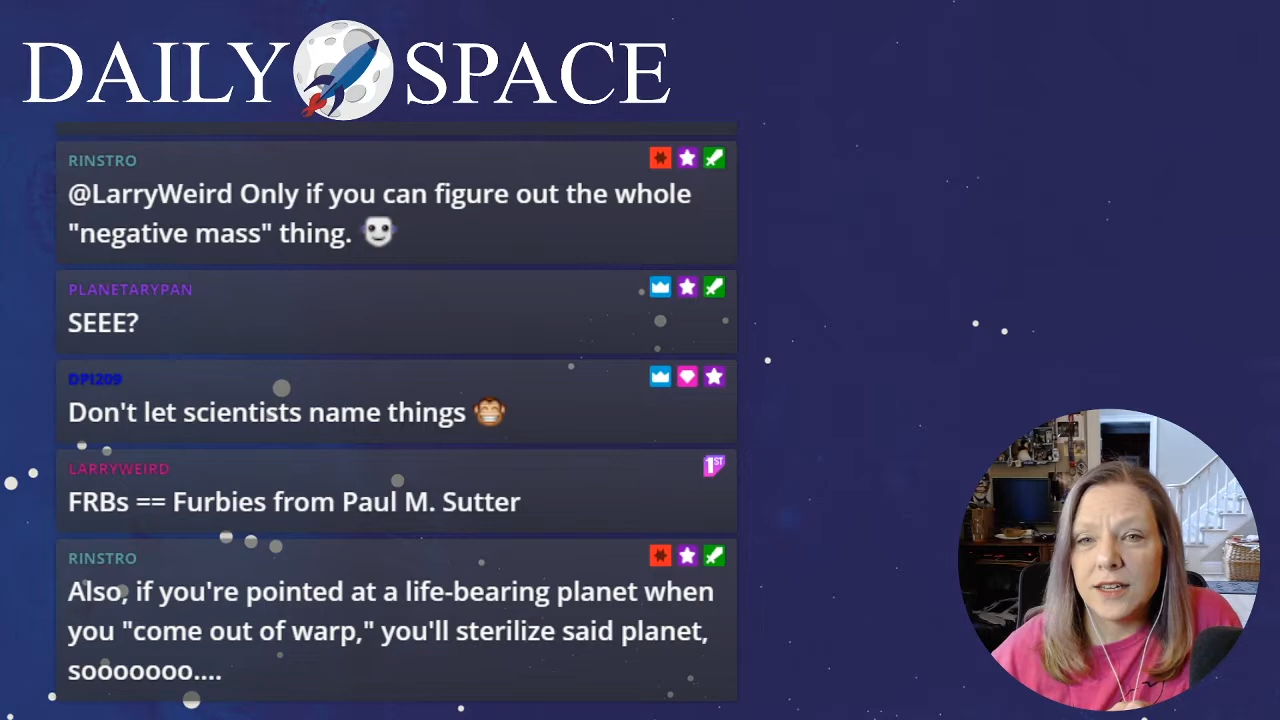 DAILY SPACE
RINSTRO
@LarryWeird Only if you can figure out the whole
"negative mass" thing.
PLANETARYPAN
SEEE?
DPI209
Don't let scientists name things
LARRYWEIRD
1ST
FRBs == Furbies from Paul M. Sutter
RINSTRO
Also, if you're pointed at a life-bearing planet when
you "come out of warp," you'll sterilize said planet,
sooooooo....